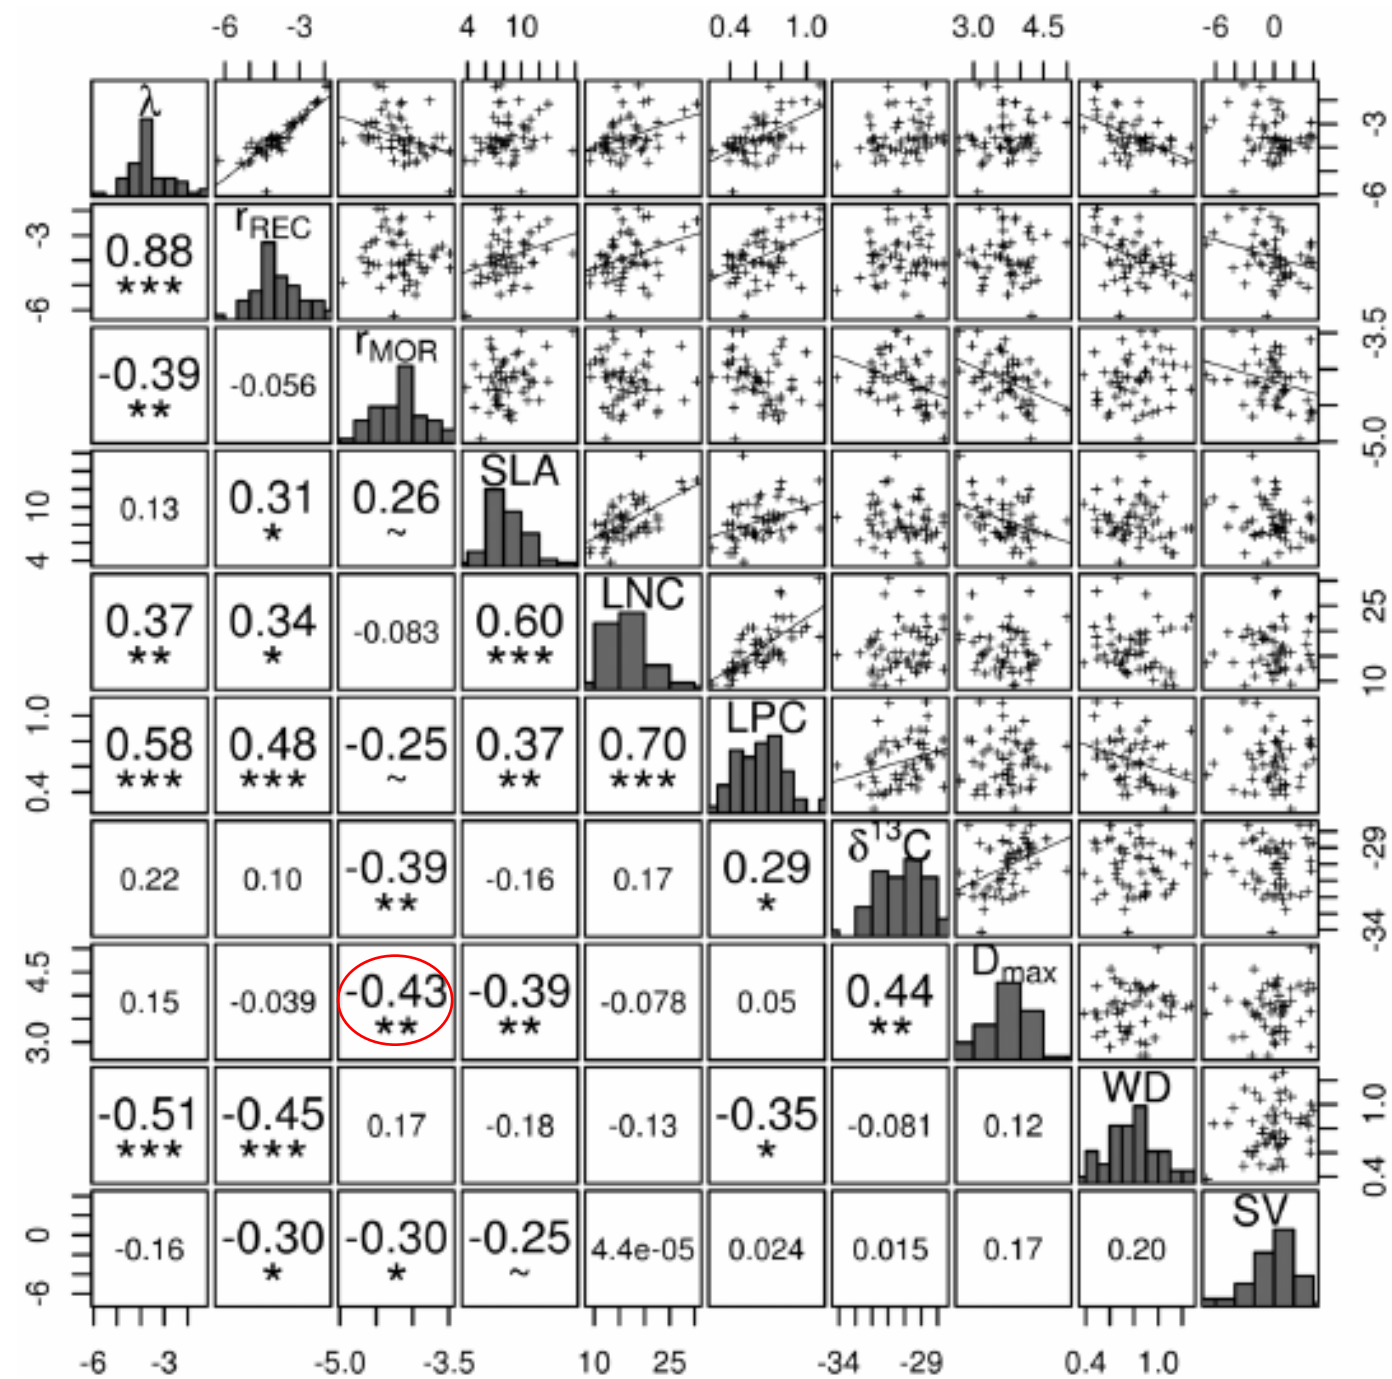 -6 -3 4 10 0.4 1.0 3.0 4.5 -6 0
λ -3 -6
-3 -6 0.88 *** rREC
-0.39 ** -0.056 rMOR -3.5 -5.0
10 4 0.13 0.31 * 0.26 ~ SLA
0.37 ** 0.34 * -0.083 0.60 *** LNC 25 10
1.0 0.4 0.58 *** 0.48 *** -0.25 ~ 0.37 ** 0.70 *** LPC
0.22 0.10 -0.39 ** -0.16 0.17 0.29 * δ13C -29 -34
4.5 3.0 0.15 -0.039 -0.43 ** -0.39 ** -0.078 0.05 0.44 ** Dmax
-0.51 *** -0.45 *** 0.17 -0.18 -0.13 -0.35 * -0.081 0.12 WD 1.0 0.4
0 -6 -0.16 -0.30 * -0.30 * -0.25 ~ 4.4e-05 0.024 0.015 0.17 0.20 SV
-6 -3 -5.0 -3.5 10 25 -34 -29 0.4 1.0